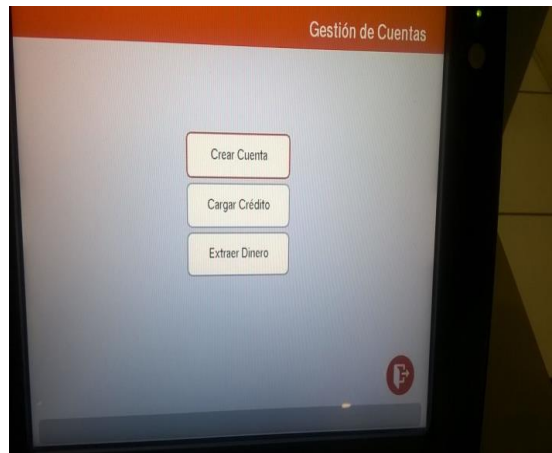 Gestión de Cuentas
Crear Cuenta
Cargar Crédito
Extraer Dinero